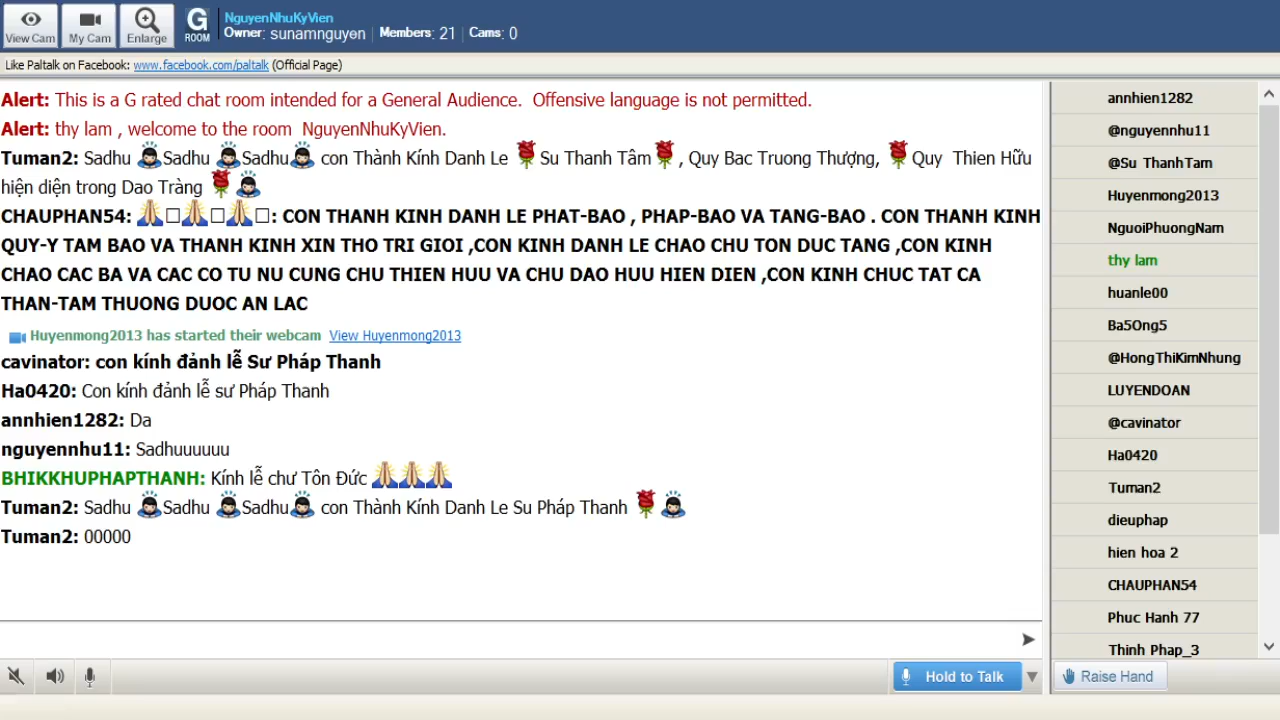 View Cam
My Cam
Enlarge
G
ROOM
NguyenNhuKyVien
Owner: sunamnguyen | Members: 21 | Cams: 0
Like Paltalk on Facebook: www.facebook.com/paltalk (Official Page)
Alert: This is a G rated chat room intended for a General Audience. Offensive language is not permitted.
Alert: thy lam , welcome to the room NguyenNhuKyVien.
Tuman2: Sadhu Sadhu Sadhu con Thành Kính Danh Le Su Thanh Tâm , Quy Bac Truong Thượng, Quy Thien Hữu
hiện diện trong Dao Tràng
CHAUPHAN54: : CON THANH KINH DANH LE PHAT-BAO , PHAP-BAO VA TANG-BAO . CON THANH KINH
QUY-Y TAM BAO VA THANH KINH XIN THO TRI GIOI ,CON KINH DANH LE CHAO CHU TON DUC TANG ,CON KINH
CHAO CAC BA VA CAC CO TU NU CUNG CHU THIEN HUU VA CHU DAO HUU HIEN DIEN ,CON KINH CHUC TAT CA
THAN-TAM THUONG DUOC AN LAC
Huyenmong2013 has started their webcam View Huyenmong2013
cavinator: con kính đảnh lễ Sư Pháp Thanh
Ha0420: Con kính đảnh lễ sư Pháp Thanh
annhien1282: Da
nguyennhu11: Sadhuuuuuu
BHIKKHUPHAPTHANH: Kính lễ chư Tôn Đức
Tuman2: Sadhu Sadhu Sadhu con Thành Kính Danh Le Su Pháp Thanh
Tuman2: 00000
Hold to Talk
annhien1282
@nguyennhu11
@Su ThanhTam
Huyenmong2013
NguoiPhuongNam
thy lam
huanle00
Ba5Ong5
@HongThiKimNhung
LUYENDOAN
@cavinator
Ha0420
Tuman2
dieuphap
hien hoa 2
CHAUPHAN54
Phuc Hanh 77
Thinh Phap_3
Raise Hand